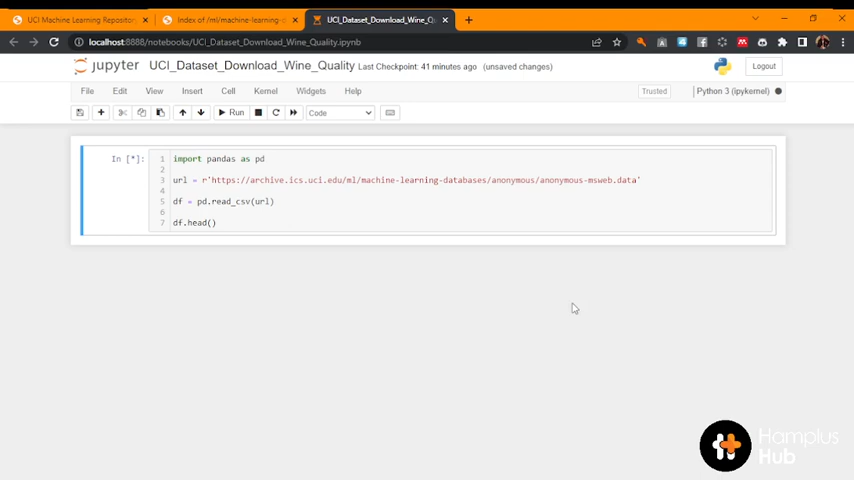 UCI Machine Learning Repository
Index of /ml/machine-learning-d
UCI_Dataset_Download_Wine_Qu
localhost:8888/notebooks/UCI_Dataset_Download_Wine_Quality.ipynb
jupyter UCI_Dataset_Download_Wine_Quality Last Checkpoint: 41 minutes ago (unsaved changes)
Logout
File Edit View Insert Cell Kernel Widgets Help
Trusted
Python 3 (ipykernel)
Run
Code
In [*]:
1 import pandas as pd
2
3 url = r'https://archive.ics.uci.edu/ml/machine-learning-databases/anonymous/anonymous-msweb.data'
4
5 df = pd.read_csv(url)
6
7 df.head()
Hamplus
Hub